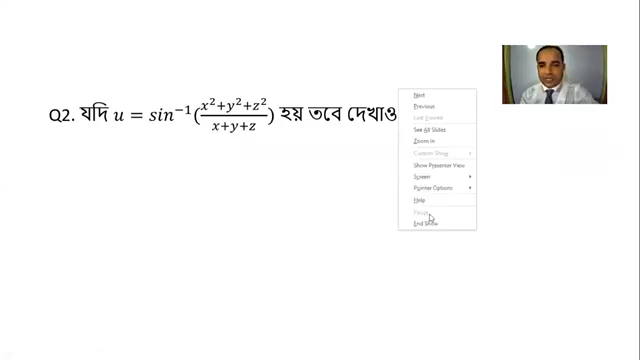 Q2. যদি u = sin⁻¹((x²+y²+z²)/(x+y+z)) হয় তবে দেখাও
Next
Previous
Last Viewed
See All Slides
Zoom In
Custom Show
Show Presenter View
Screen
Pointer Options
Help
Pause
End Show